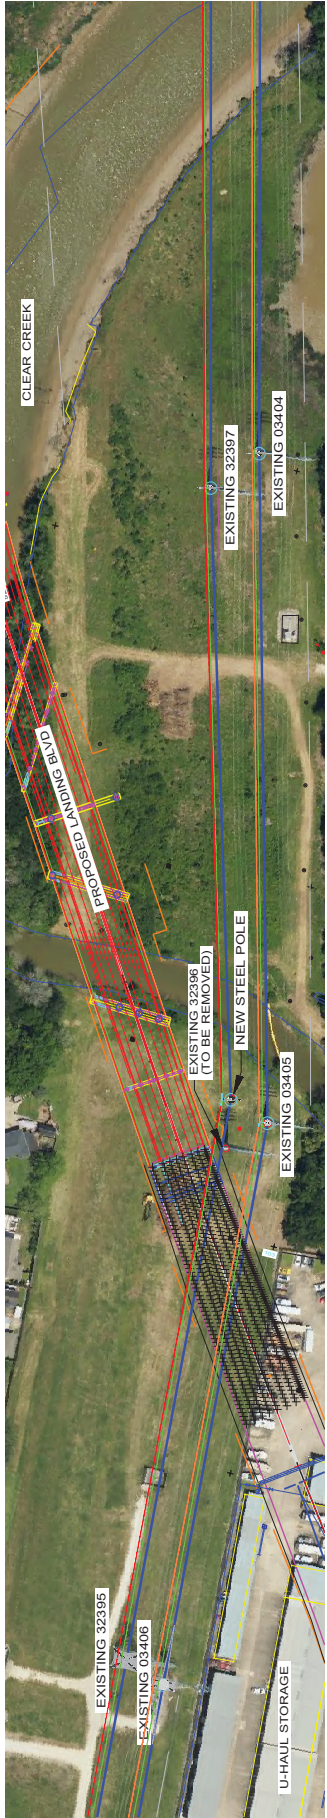 CLEAR CREEK
EXISTING 32397
EXISTING 03404
PROPOSED LANDING BLVD
EXISTING 32396
(TO BE REMOVED)
NEW STEEL POLE
EXISTING 03405
EXISTING 32395
EXISTING 03406
U-HAUL STORAGE